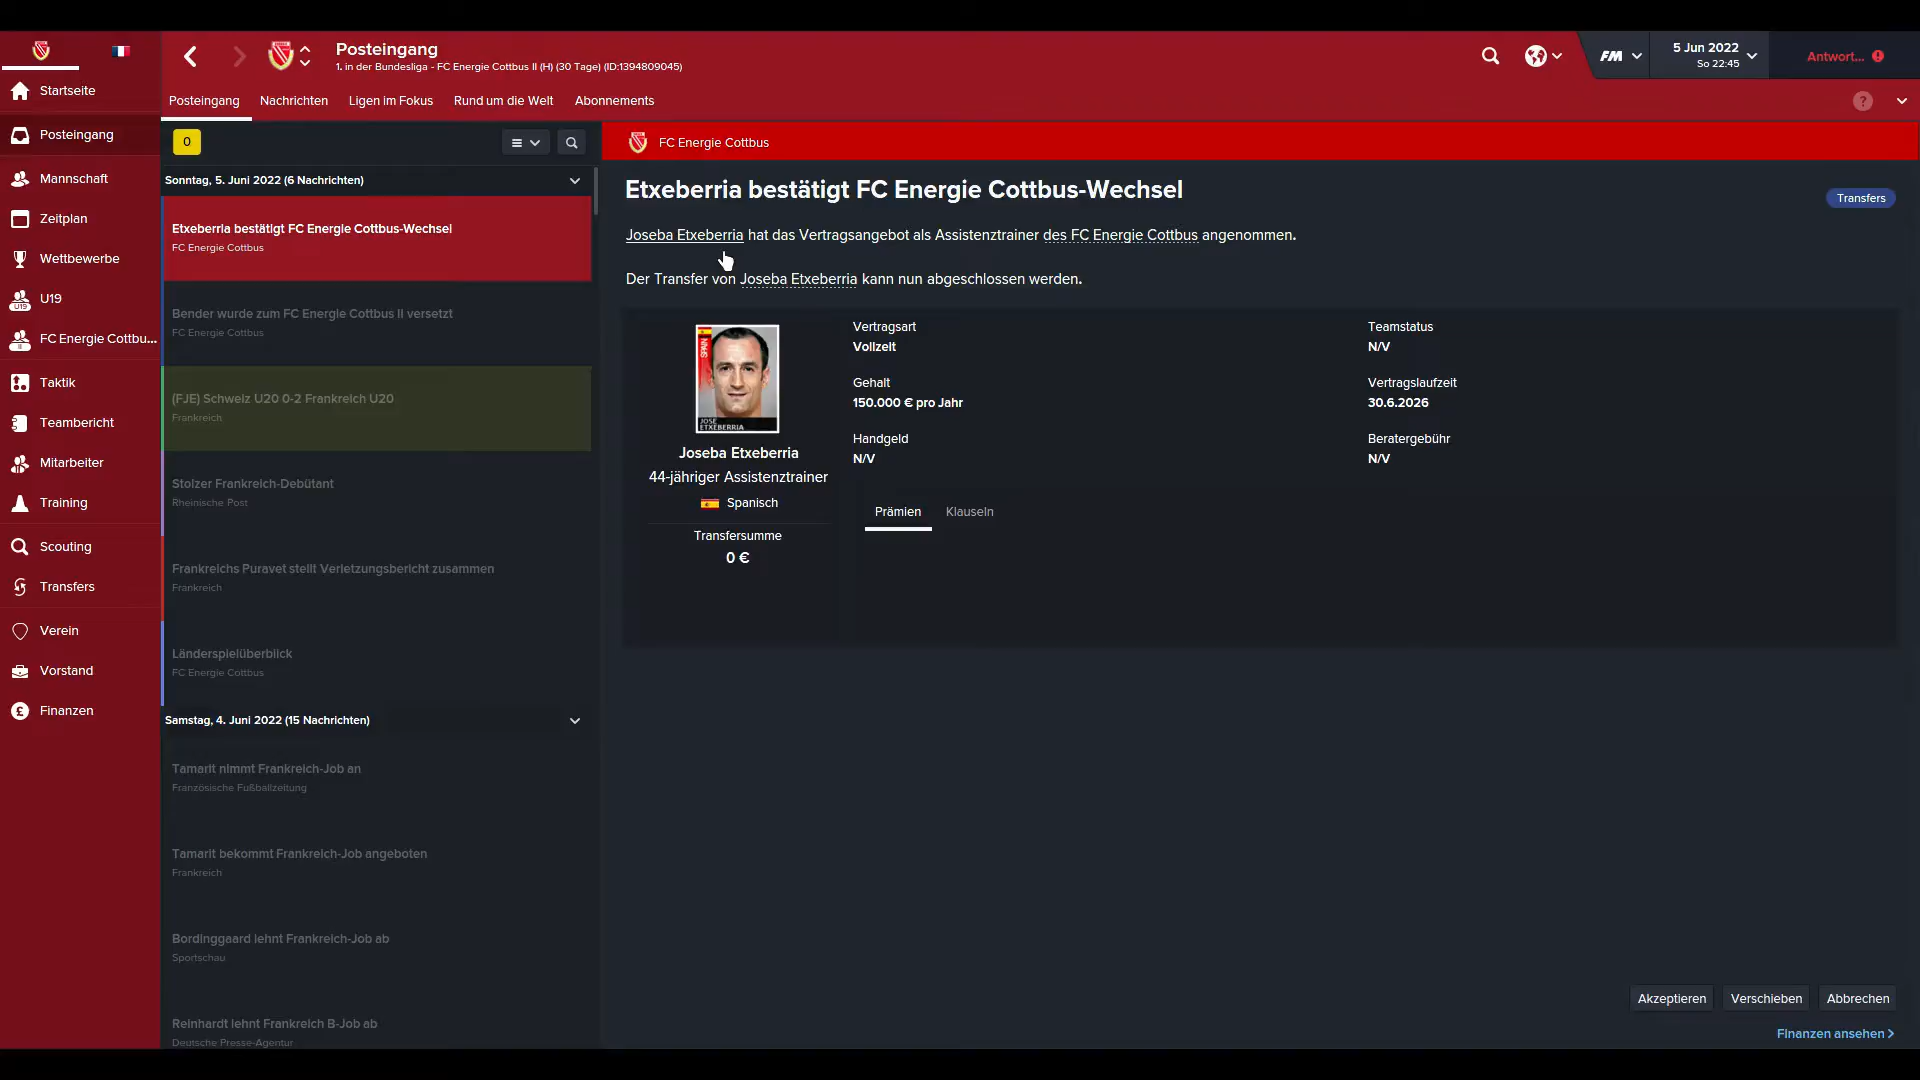 Posteingang
1. in der Bundesliga - FC Energie Cottbus II (H) (30 Tage) (ID:1394809045)
FM
5 Jun 2022
So 22:45
Antwort...
Startseite
Posteingang
Mannschaft
Zeitplan
Wettbewerbe
U19
FC Energie Cottbu...
Taktik
Teambericht
Mitarbeiter
Training
Scouting
Transfers
Verein
Vorstand
Finanzen
Posteingang
Nachrichten
Ligen im Fokus
Rund um die Welt
Abonnements
?
0
Sonntag, 5. Juni 2022 (6 Nachrichten)
Etxeberria bestätigt FC Energie Cottbus-Wechsel
FC Energie Cottbus
Bender wurde zum FC Energie Cottbus II versetzt
FC Energie Cottbus
(FJE) Schweiz U20 0-2 Frankreich U20
Frankreich
Stolzer Frankreich-Debütant
Rheinische Post
Frankreichs Puravet stellt Verletzungsbericht zusammen
Frankreich
Länderspielüberblick
FC Energie Cottbus
Samstag, 4. Juni 2022 (15 Nachrichten)
Tamarit nimmt Frankreich-Job an
Französische Fußballzeitung
Tamarit bekommt Frankreich-Job angeboten
Frankreich
Bordinggaard lehnt Frankreich-Job ab
Sportschau
Reinhardt lehnt Frankreich B-Job ab
Deutsche Presse-Agentur
FC Energie Cottbus
Etxeberria bestätigt FC Energie Cottbus-Wechsel
Transfers
Joseba Etxeberria hat das Vertragsangebot als Assistenztrainer des FC Energie Cottbus angenommen.
Der Transfer von Joseba Etxeberria kann nun abgeschlossen werden.
SPAIN
JOSE
ETXEBERRIA
Joseba Etxeberria
44-jähriger Assistenztrainer
Spanisch
Transfersumme
0 €
Vertragsart
Vollzeit
Teamstatus
N/V
Gehalt
150.000 € pro Jahr
Vertragslaufzeit
30.6.2026
Handgeld
N/V
Beratergebühr
N/V
Prämien
Klauseln
Akzeptieren
Verschieben
Abbrechen
Finanzen ansehen >